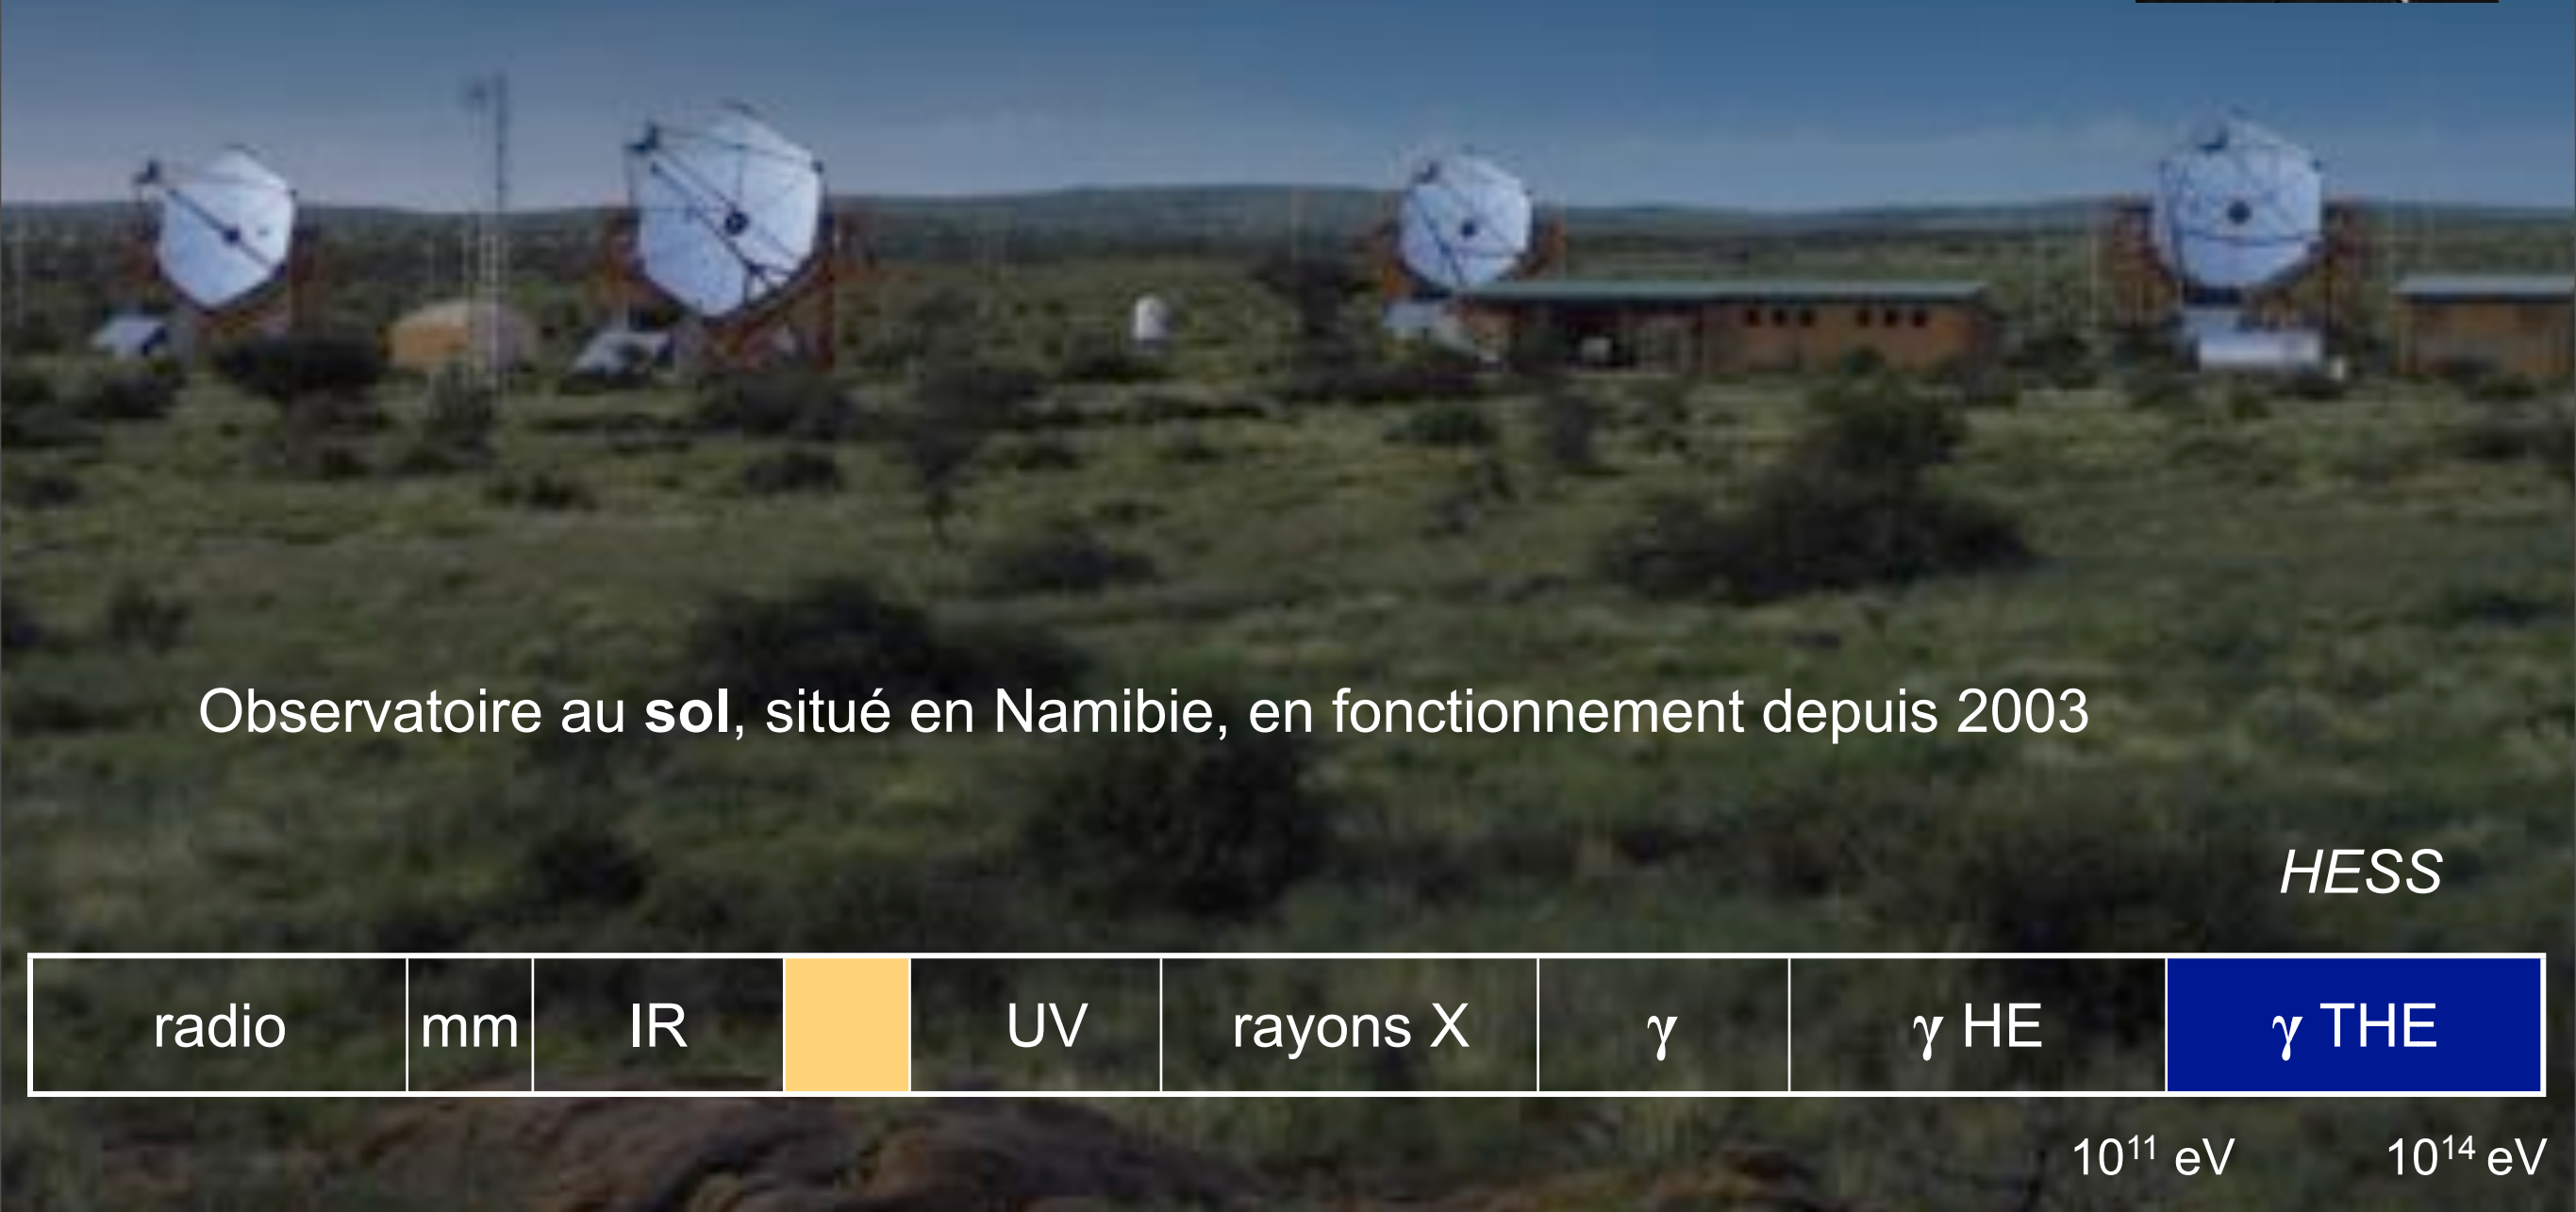 Observatoire au sol, situé en Namibie, en fonctionnement depuis 2003
HESS
radio mm IR UV rayons X γ γ HE γ THE
10¹¹ eV 10¹⁴ eV